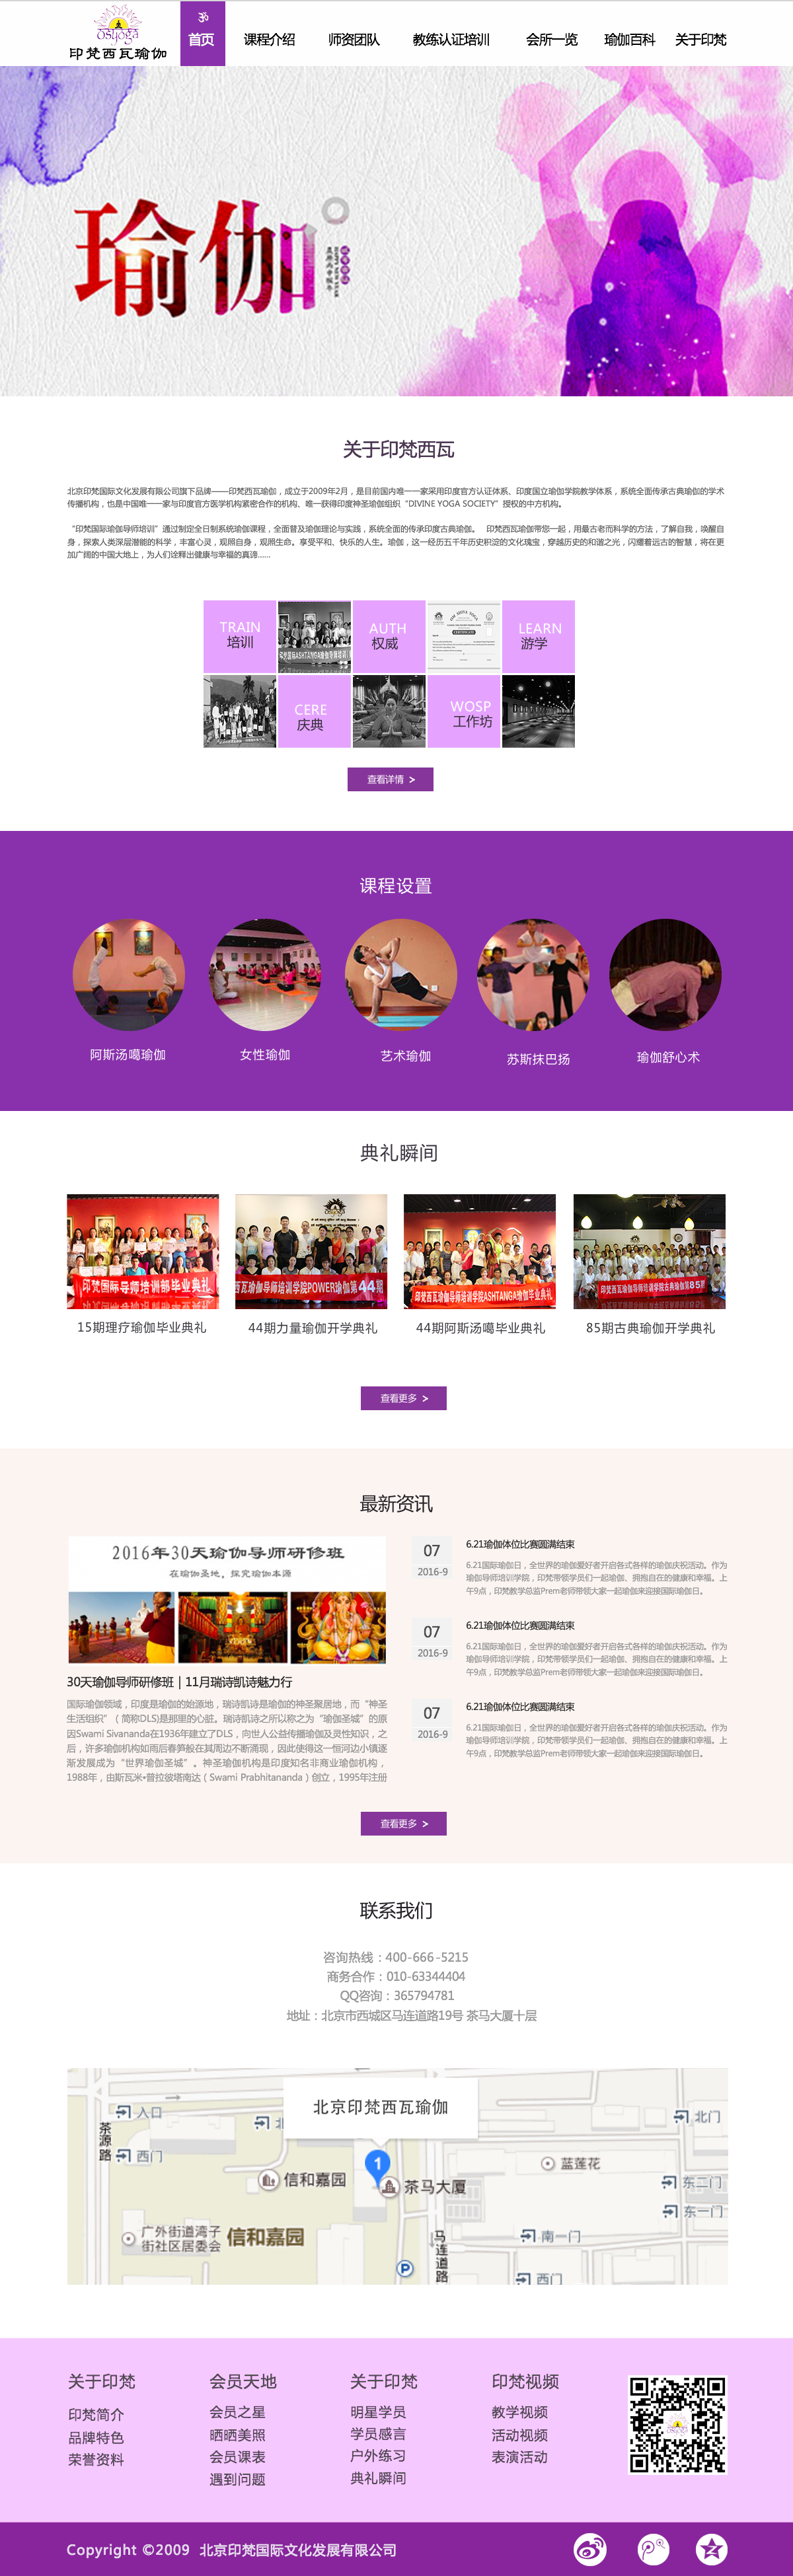 osyoga
印梵西瓦瑜伽
首页
课程介绍
师资团队
教练认证培训
会所一览
瑜伽百科
关于印梵
瑜伽
关于印梵西瓦
北京印梵国际文化发展有限公司旗下品牌——印梵西瓦瑜伽，成立于2009年2月，是目前国内唯一一家采用印度官方认证体系、印度国立瑜伽学院教学体系，系统全面传承古典瑜伽的学术
传播机构，也是中国唯一一家与印度官方医学机构紧密合作的机构、唯一获得印度神圣瑜伽组织“DIVINE YOGA SOCIETY”授权的中方机构。
“印梵国际瑜伽导师培训”通过制定全日制系统瑜伽课程，全面普及瑜伽理论与实践，系统全面的传承印度古典瑜伽。 印梵西瓦瑜伽带您一起，用最古老而科学的方法，了解自我，唤醒自
身，探索人类深层潜能的科学，丰富心灵，观照自身，观照生命。享受平和、快乐的人生。瑜伽，这一经历五千年历史积淀的文化瑰宝，穿越历史的和谐之光，闪耀着远古的智慧，将在更
加广阔的中国大地上，为人们诠释出健康与幸福的真谛......
TRAIN
培训
AUTH
权威
LEARN
游学
CERE
庆典
WOSP
工作坊
查看详情 >
课程设置
阿斯汤噶瑜伽
女性瑜伽
艺术瑜伽
苏斯抹巴扬
瑜伽舒心术
典礼瞬间
印梵国际导师培训部毕业典礼
西瓦瑜伽导师培训学院POWER瑜伽第44期
印梵西瓦瑜伽导师培训学院ASHTANGA瑜伽毕业典礼
印梵西瓦瑜伽导师培训学院古典瑜伽第85期
15期理疗瑜伽毕业典礼
44期力量瑜伽开学典礼
44期阿斯汤噶毕业典礼
85期古典瑜伽开学典礼
查看更多 >
最新资讯
2016年30天瑜伽导师研修班
在瑜伽圣地，探究瑜伽本源
30天瑜伽导师研修班｜11月瑞诗凯诗魅力行
国际瑜伽领域，印度是瑜伽的始源地，瑞诗凯诗是瑜伽的神圣聚居地，而“神圣
生活组织”（简称DLS)是那里的心脏。瑞诗凯诗之所以称之为“瑜伽圣城”的原
因Swami Sivananda在1936年建立了DLS，向世人公益传播瑜伽及灵性知识，之
后，许多瑜伽机构如雨后春笋般在其周边不断涌现，因此使得这一恒河边小镇逐
渐发展成为“世界瑜伽圣城”。神圣瑜伽机构是印度知名非商业瑜伽机构，
1988年，由斯瓦米•普拉彼塔南达（Swami Prabhitananda）创立，1995年注册
07
2016-9
6.21瑜伽体位比赛圆满结束
6.21国际瑜伽日，全世界的瑜伽爱好者开启各式各样的瑜伽庆祝活动。作为
瑜伽导师培训学院，印梵带领学员们一起瑜伽、拥抱自在的健康和幸福。上
午9点，印梵教学总监Prem老师带领大家一起瑜伽来迎接国际瑜伽日。
07
2016-9
6.21瑜伽体位比赛圆满结束
6.21国际瑜伽日，全世界的瑜伽爱好者开启各式各样的瑜伽庆祝活动。作为
瑜伽导师培训学院，印梵带领学员们一起瑜伽、拥抱自在的健康和幸福。上
午9点，印梵教学总监Prem老师带领大家一起瑜伽来迎接国际瑜伽日。
07
2016-9
6.21瑜伽体位比赛圆满结束
6.21国际瑜伽日，全世界的瑜伽爱好者开启各式各样的瑜伽庆祝活动。作为
瑜伽导师培训学院，印梵带领学员们一起瑜伽、拥抱自在的健康和幸福。上
午9点，印梵教学总监Prem老师带领大家一起瑜伽来迎接国际瑜伽日。
查看更多 >
联系我们
咨询热线：400-666-5215
商务合作：010-63344404
QQ咨询：365794781
地址：北京市西城区马连道路19号 茶马大厦十层
北京印梵西瓦瑜伽
入口
茶源路
西门
北门
1
信和嘉园
茶马大厦
蓝莲花
东二门
东一门
广外街道湾子
街社区居委会
信和嘉园
马连道路
南一门
P
西门
关于印梵
印梵简介
品牌特色
荣誉资料
会员天地
会员之星
晒晒美照
会员课表
遇到问题
关于印梵
明星学员
学员感言
户外练习
典礼瞬间
印梵视频
教学视频
活动视频
表演活动
Copyright ©2009 北京印梵国际文化发展有限公司